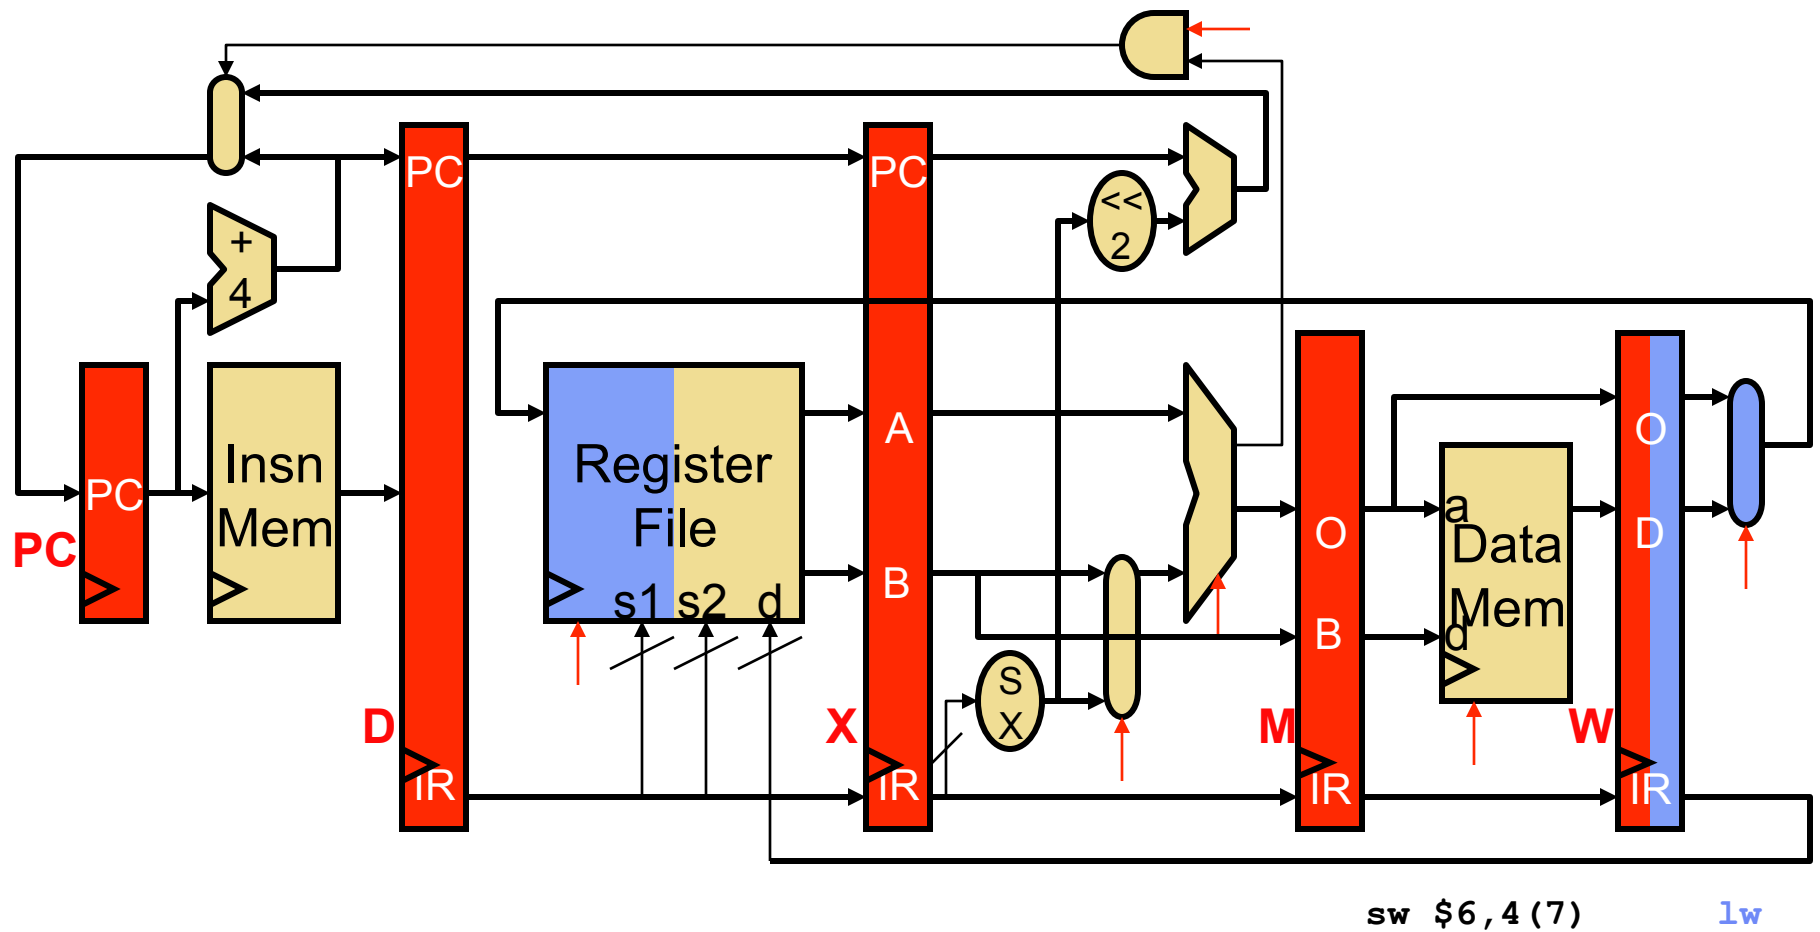 <<
2
PC
PC
+
4
A
O
Insn
Mem
Register
File
PC
PC
O
D
a
Data
Mem
d
B
B
s1 s2 d
S
X
D
X
M
W
IR
IR
IR
IR
sw $6,4(7) lw